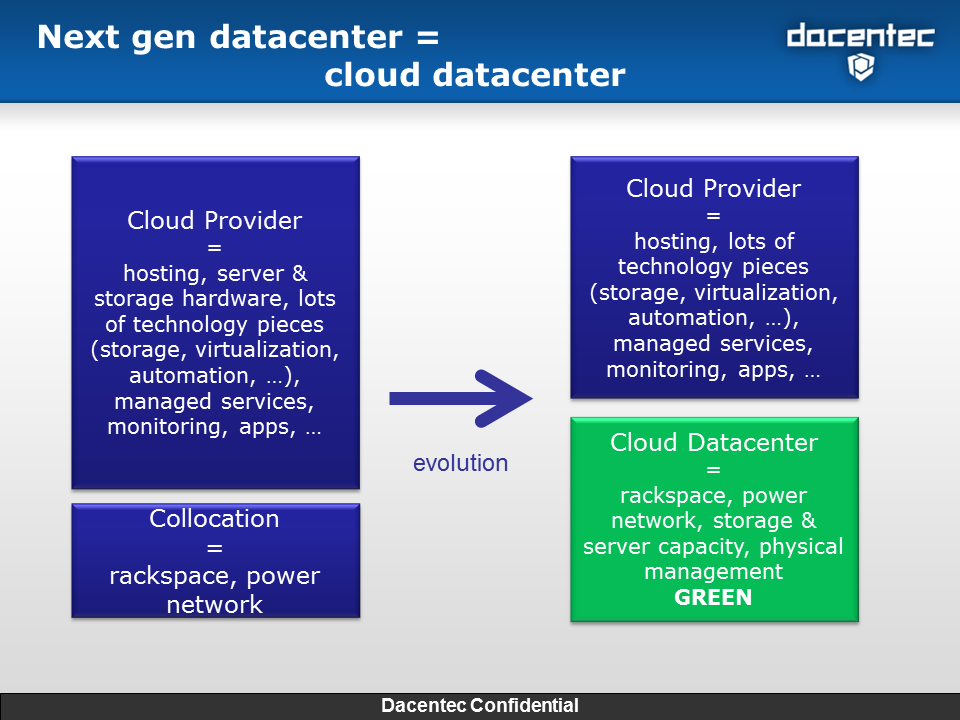 Next gen datacenter =
cloud datacenter
dacentec
Cloud Provider
=
hosting, server &
storage hardware, lots
of technology pieces
(storage, virtualization,
automation, …),
managed services,
monitoring, apps, …
Collocation
=
rackspace, power
network
evolution
Cloud Provider
=
hosting, lots of
technology pieces
(storage, virtualization,
automation, …),
managed services,
monitoring, apps, …
Cloud Datacenter
=
rackspace, power
network, storage &
server capacity, physical
management
GREEN
Dacentec Confidential